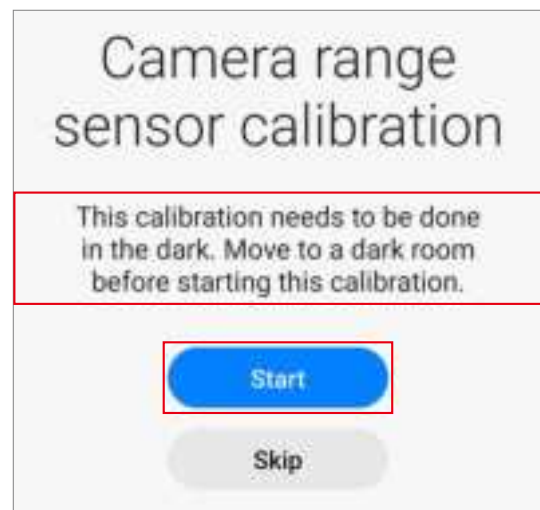 Camera range
sensor calibration
This calibration needs to be done
in the dark. Move to a dark room
before starting this calibration.
Start
Skip